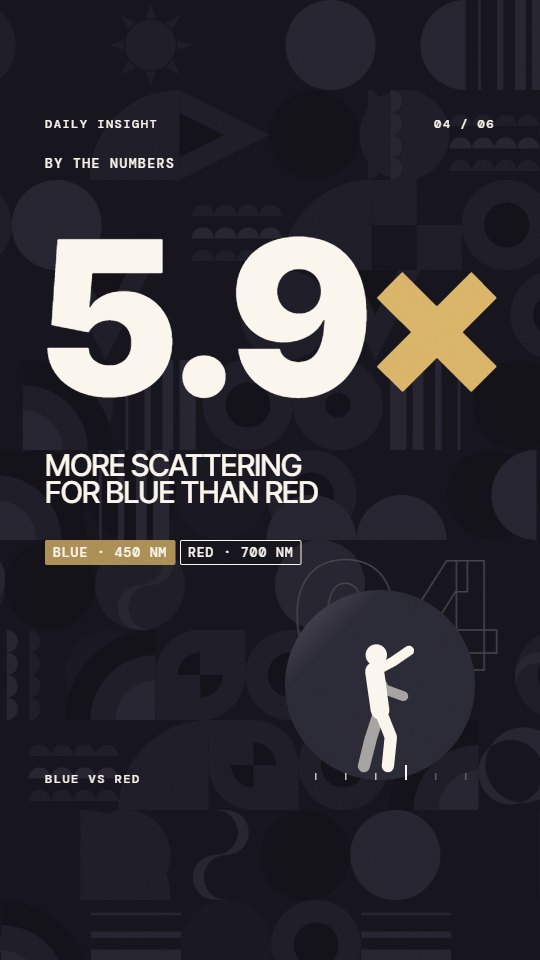 DAILY INSIGHT
04 / 06
BY THE NUMBERS
5.9×
MORE SCATTERING
FOR BLUE THAN RED
BLUE · 450 NM
RED · 700 NM
04
BLUE VS RED